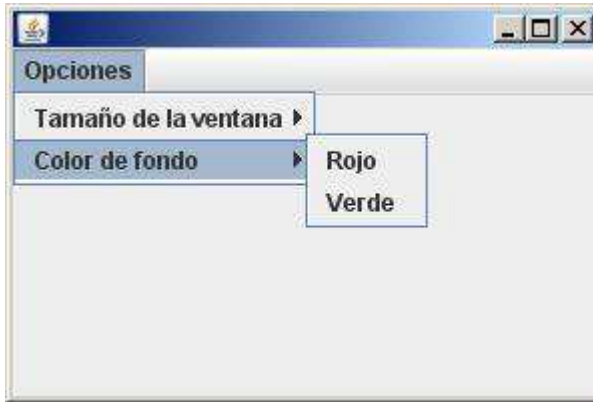 Opciones
Tamaño de la ventana
Color de fondo
Rojo
Verde